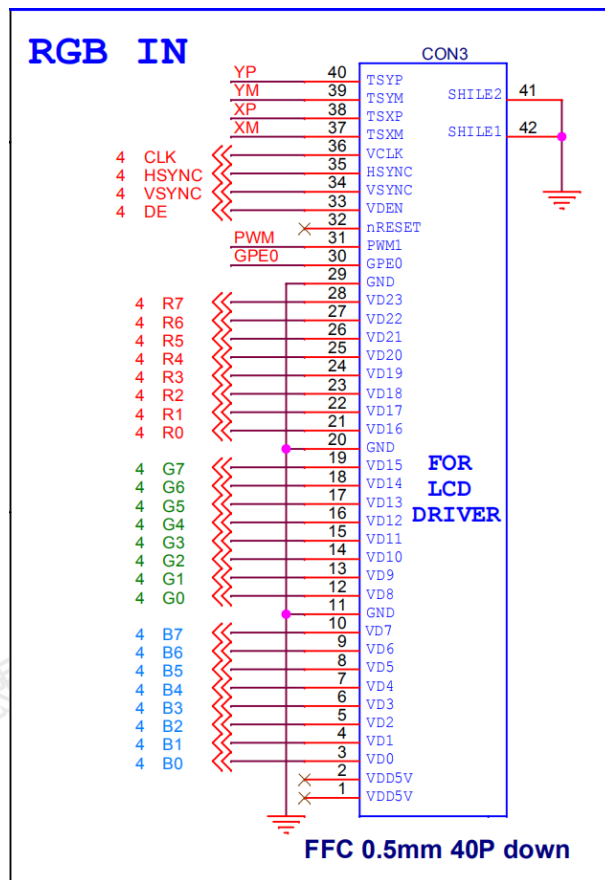 RGB IN
CON3
YP 40 TSYP SHILE2 41
YM 39 TSYM
XP 38 TSXP
XM 37 TSXM SHILE1 42
4 CLK 36 VCLK
4 HSYNC 35 HSYNC
4 VSYNC 34 VSYNC
4 DE 33 VDEN
32 nRESET
PWM 31 PWM1
GPE0 30 GPE0
29 GND
4 R7 28 VD23
4 R6 27 VD22
4 R5 26 VD21
4 R4 25 VD20
4 R3 24 VD19
4 R2 23 VD18
4 R1 22 VD17
4 R0 21 VD16
20 GND
4 G7 19 VD15 FOR
4 G6 18 VD14 LCD
4 G5 17 VD13 DRIVER
4 G4 16 VD12
4 G3 15 VD11
4 G2 14 VD10
4 G1 13 VD9
4 G0 12 VD8
11 GND
4 B7 10 VD7
4 B6 9 VD6
4 B5 8 VD5
4 B4 7 VD4
4 B3 6 VD3
4 B2 5 VD2
4 B1 4 VD1
4 B0 3 VD0
2 VDD5V
1 VDD5V
FFC 0.5mm 40P down